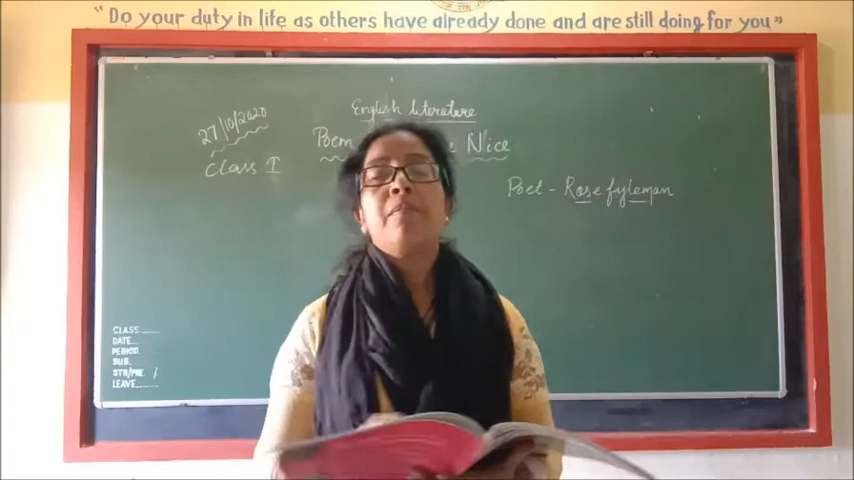 "Do your duty in life as others have already done and are still doing for you"
English Literature
27/10/2020
Poem Nice
Class I
Poet - Rose fyleman
CLASS
DATE
PERIOD
SUB.
STR/PRE /
LEAVE